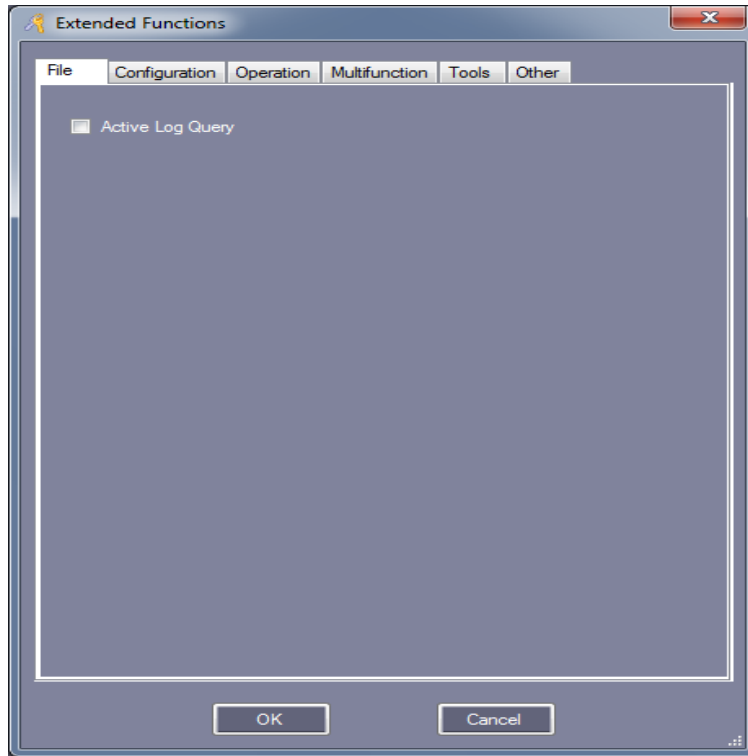 Extended Functions
File Configuration Operation Multifunction Tools Other
Active Log Query
OK Cancel